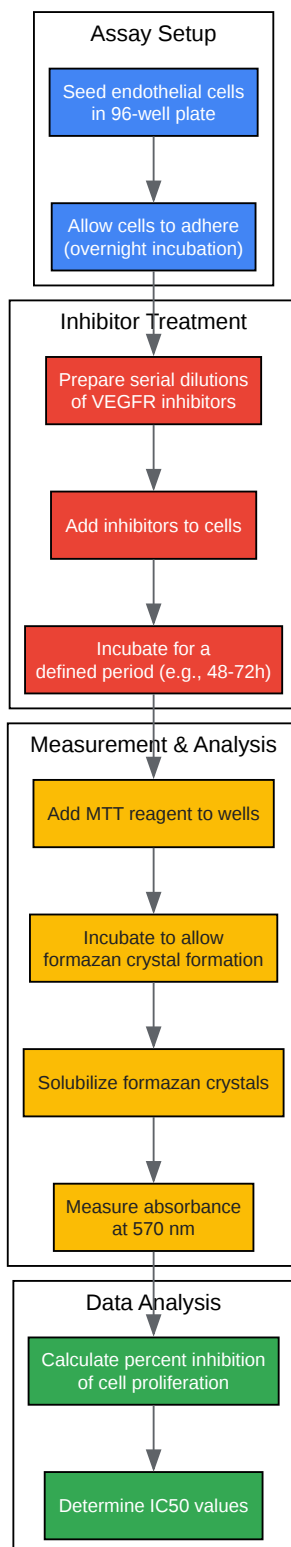 Assay Setup
Seed endothelial cells
in 96-well plate
Allow cells to adhere
(overnight incubation)
Inhibitor Treatment
Prepare serial dilutions
of VEGFR inhibitors
Add inhibitors to cells
Incubate for a
defined period (e.g., 48-72h)
Measurement & Analysis
Add MTT reagent to wells
Incubate to allow
formazan crystal formation
Solubilize formazan crystals
Measure absorbance
at 570 nm
Data Analysis
Calculate percent inhibition
of cell proliferation
Determine IC50 values